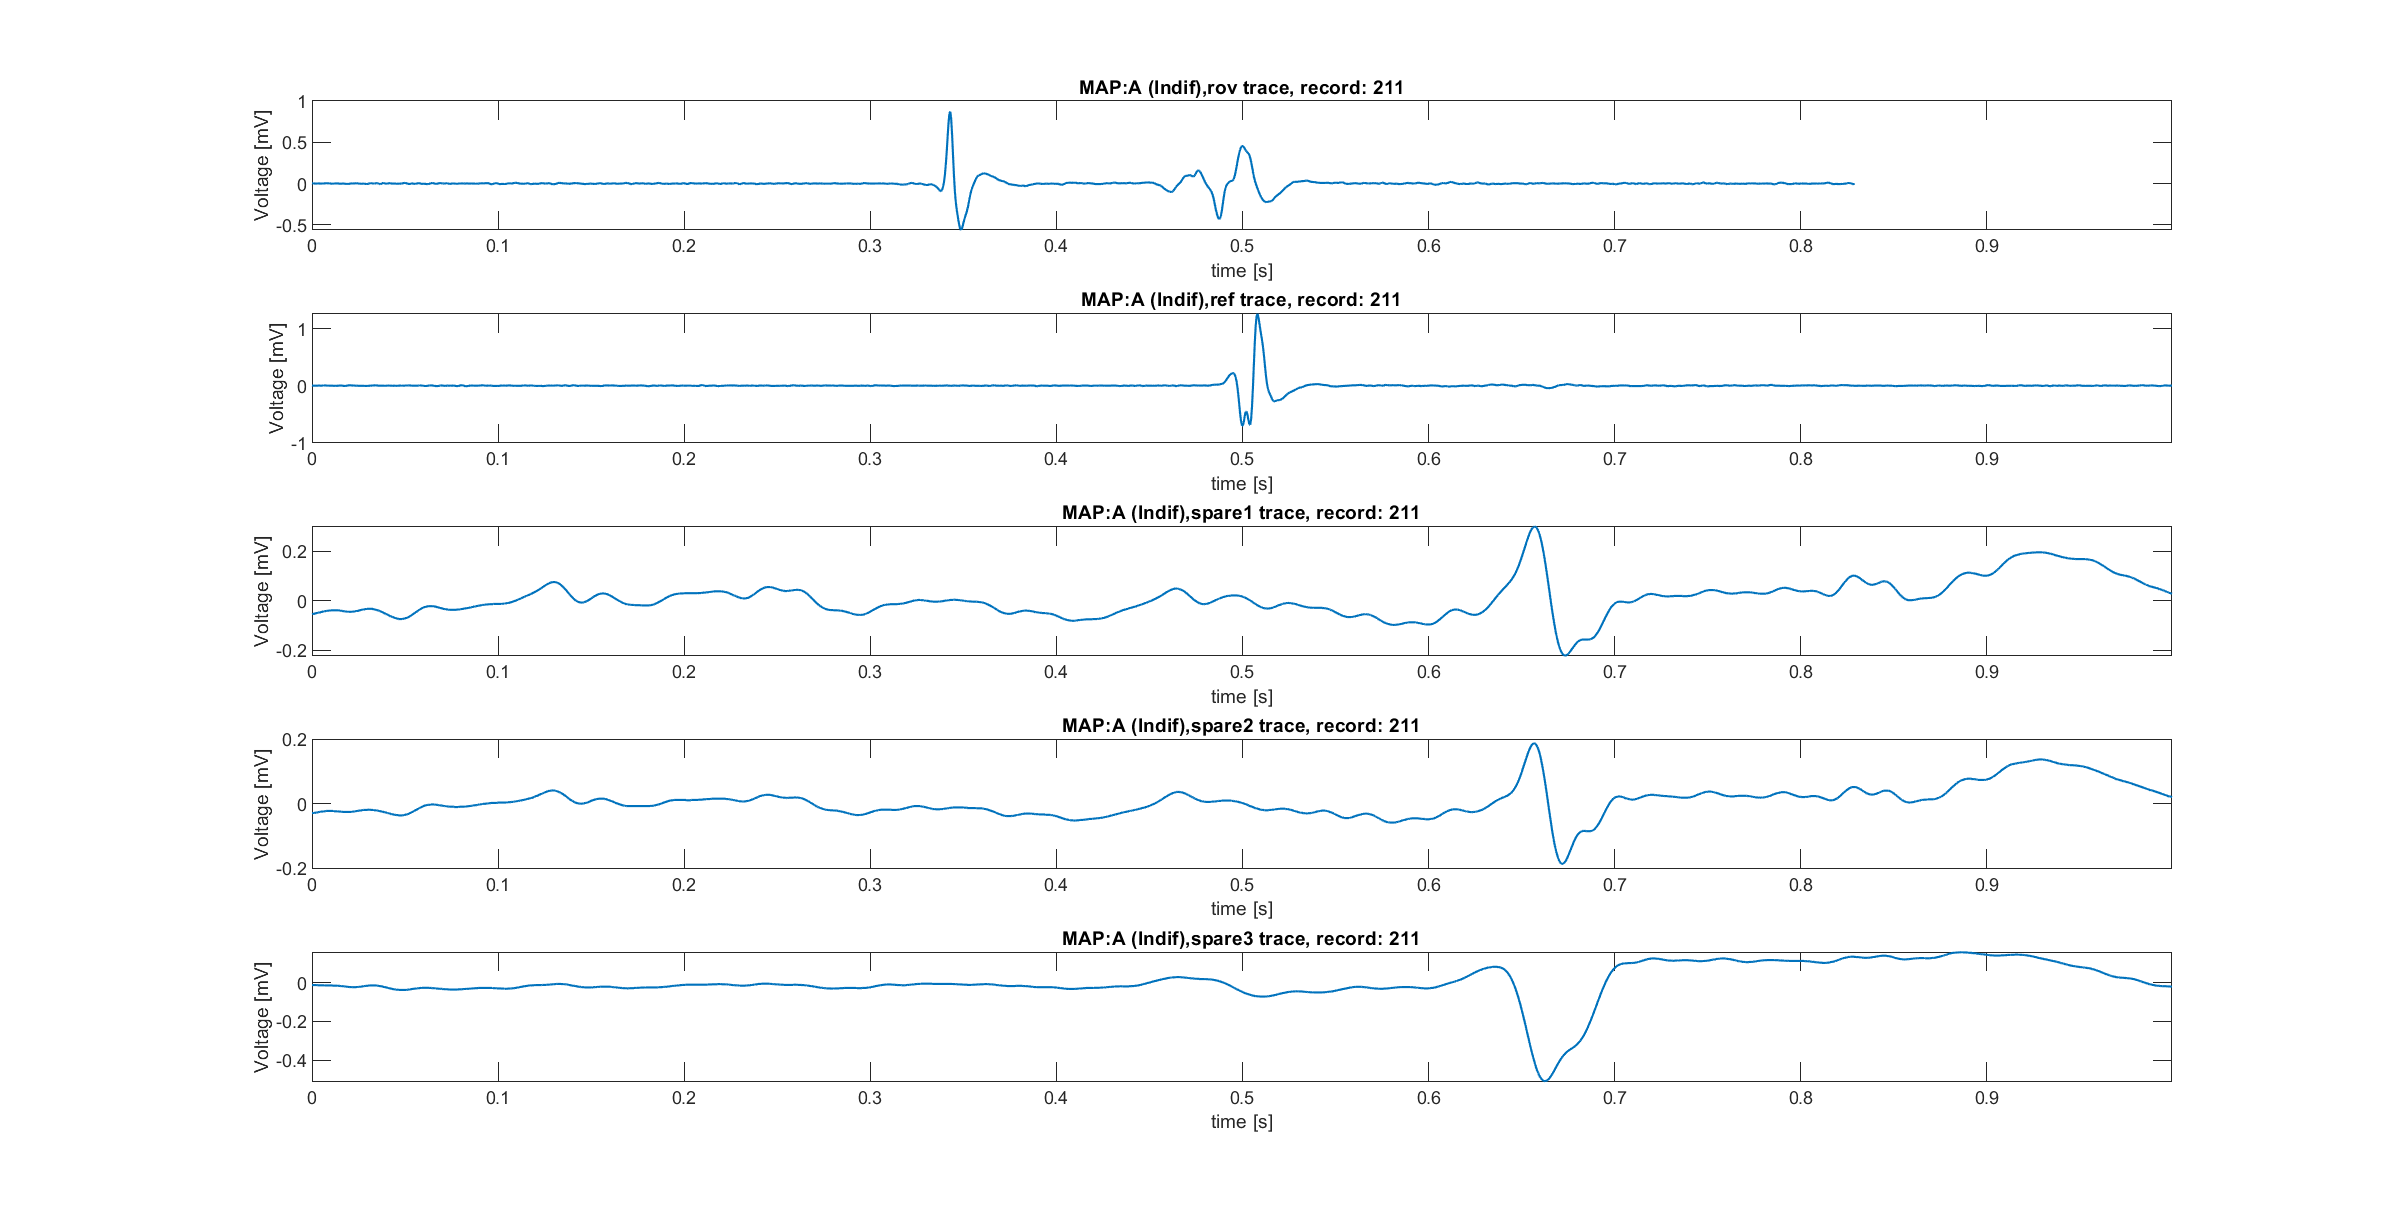 MAP:A (Indif),rov trace, record: 211
Voltage [mV]
1
0.5
0
-0.5
0 0.1 0.2 0.3 0.4 0.5 0.6 0.7 0.8 0.9
time [s]
MAP:A (Indif),ref trace, record: 211
Voltage [mV]
1
0
-1
0 0.1 0.2 0.3 0.4 0.5 0.6 0.7 0.8 0.9
time [s]
MAP:A (Indif),spare1 trace, record: 211
Voltage [mV]
0.2
0
-0.2
0 0.1 0.2 0.3 0.4 0.5 0.6 0.7 0.8 0.9
time [s]
MAP:A (Indif),spare2 trace, record: 211
Voltage [mV]
0.2
0
-0.2
0 0.1 0.2 0.3 0.4 0.5 0.6 0.7 0.8 0.9
time [s]
MAP:A (Indif),spare3 trace, record: 211
Voltage [mV]
0
-0.2
-0.4
0 0.1 0.2 0.3 0.4 0.5 0.6 0.7 0.8 0.9
time [s]